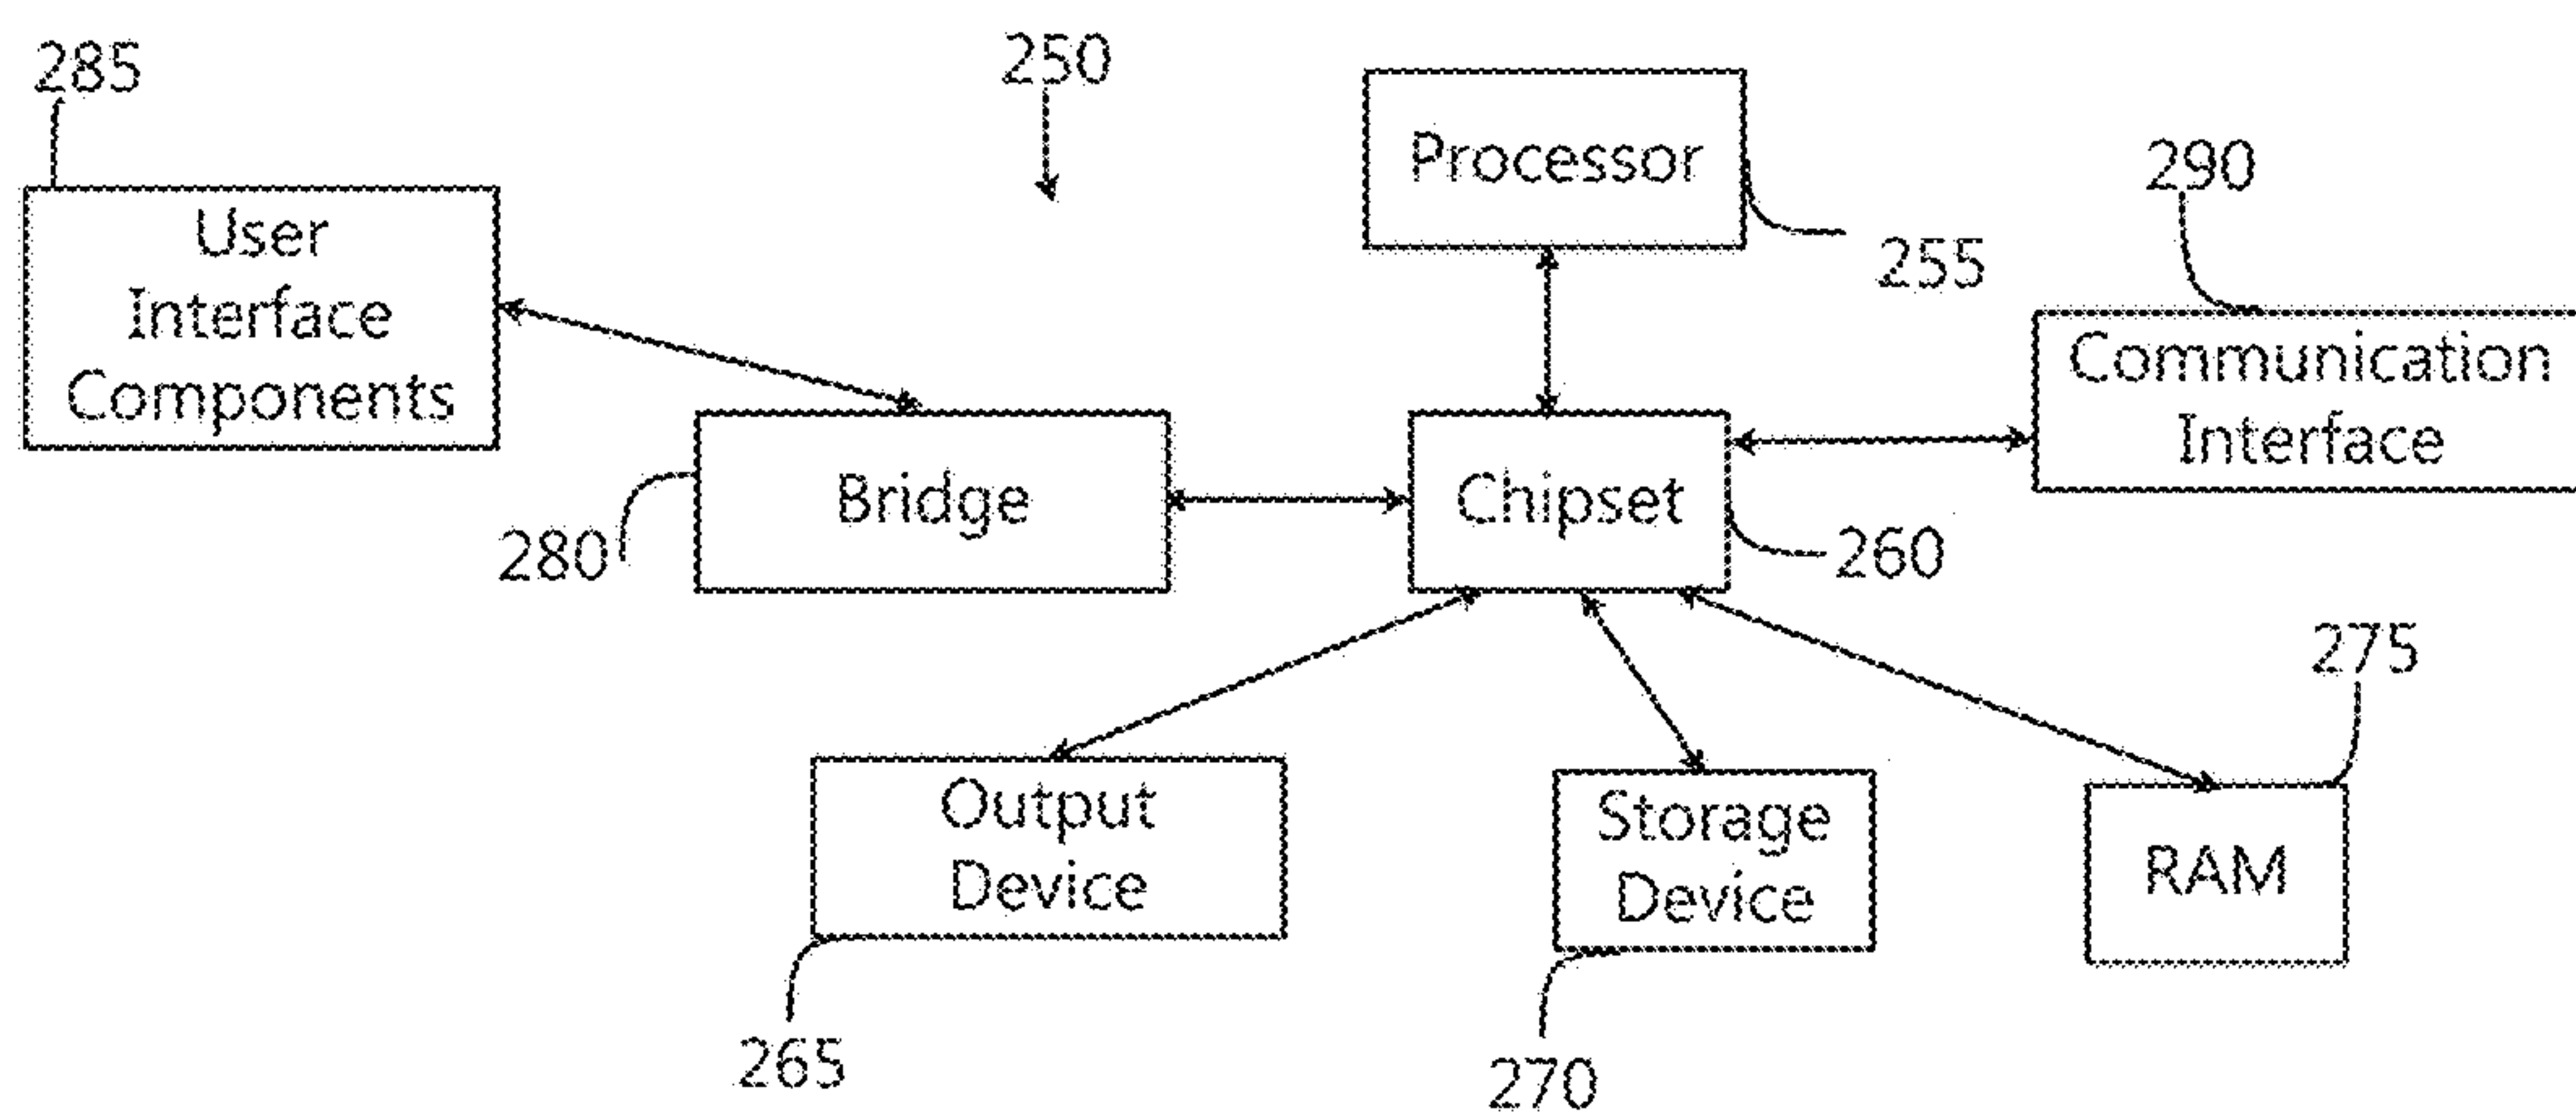 285
250
Processor
290
User
Interface
Components
255
Communication
Interface
Bridge
Chipset
280
260
275
Output
Device
Storage
Device
RAM
265
270